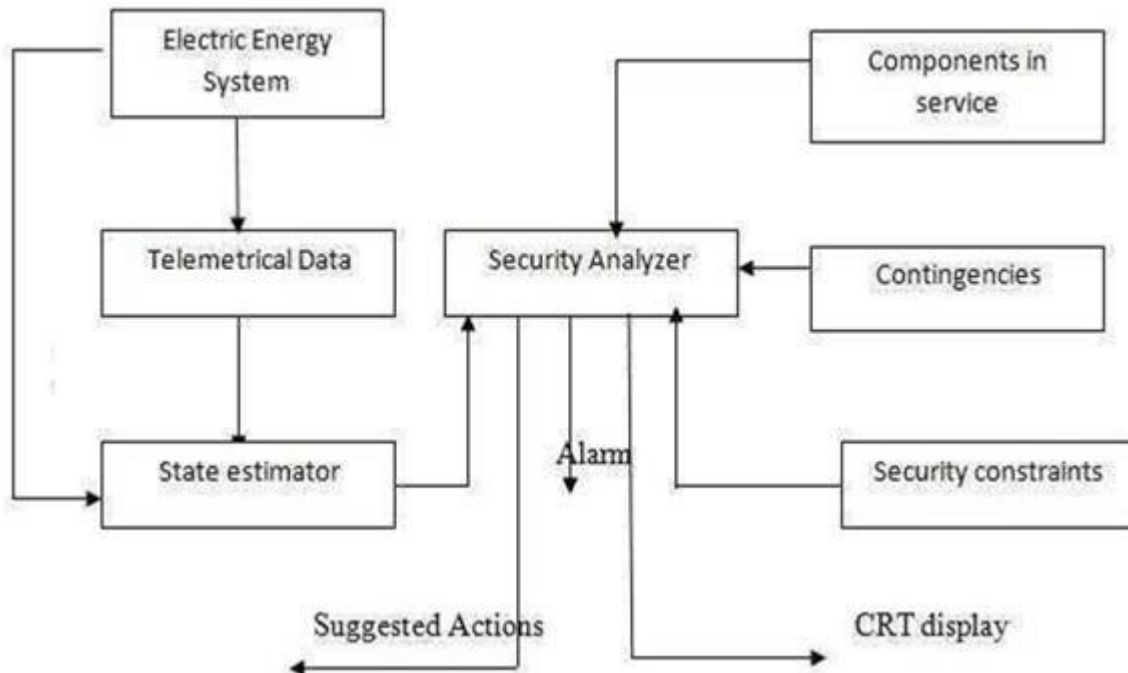 Electric Energy
System
Components in
service
Telemetrical Data
Security Analyzer
Contingencies
Alarm
State estimator
Security constraints
Suggested Actions
CRT display